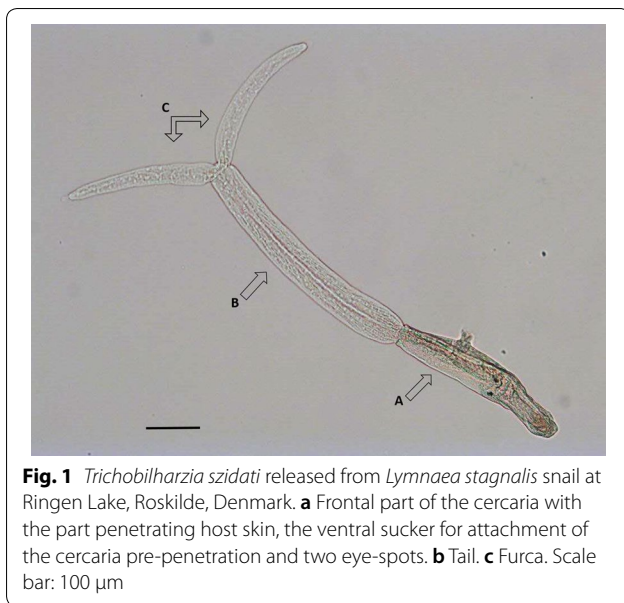 C
B
A
Fig. 1 Trichobilharzia szidati released from Lymnaea stagnalis snail at
Ringen Lake, Roskilde, Denmark. a Frontal part of the cercaria with
the part penetrating host skin, the ventral sucker for attachment of
the cercaria pre-penetration and two eye-spots. b Tail. c Furca. Scale
bar: 100 µm